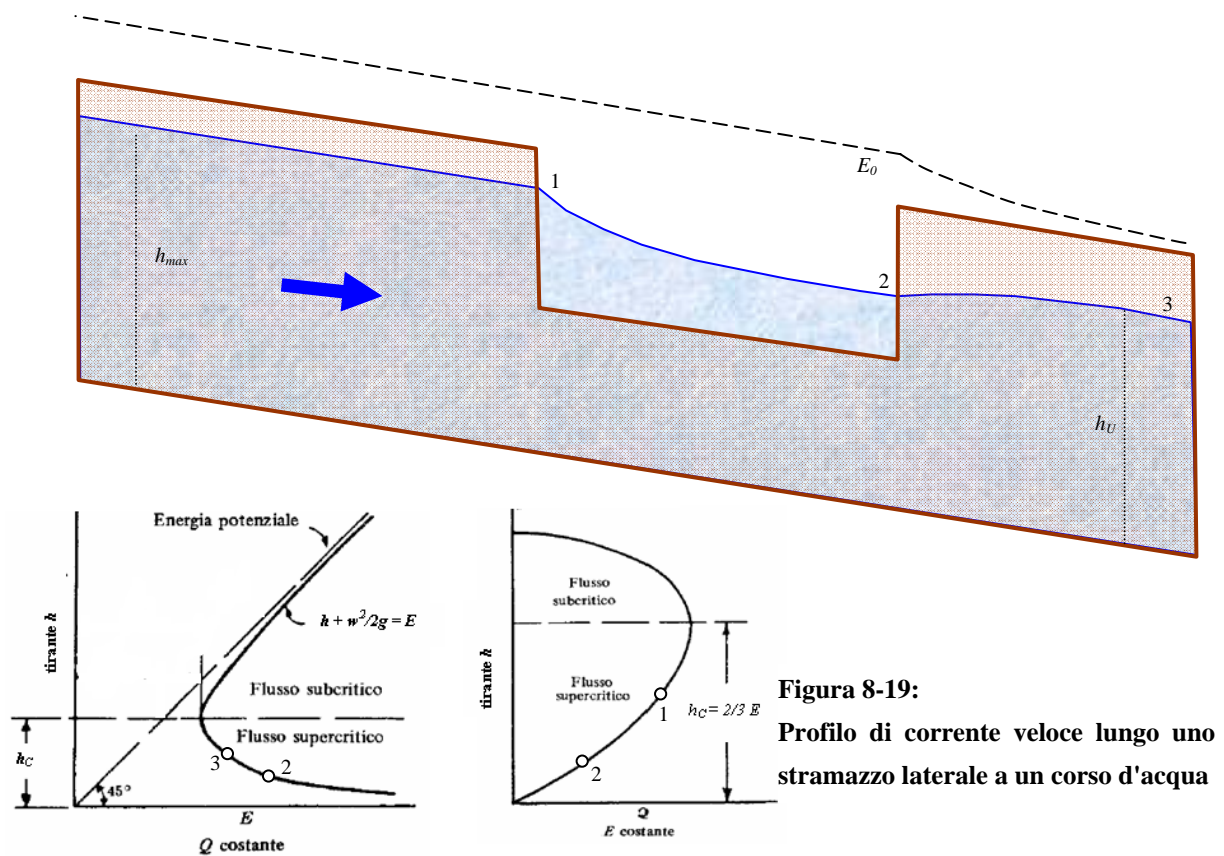 E0
1
hmax
2
3
hU
Energia potenziale
h + w²/2g = E
tirante h
Flusso subcritico
Flusso supercritico
hC
3
2
45°
E
Q costante
tirante h
Flusso
subcritico
Flusso
supercritico
hC = 2/3 E
1
2
Q
E costante
Figura 8-19:
Profilo di corrente veloce lungo uno
stramazzo laterale a un corso d'acqua